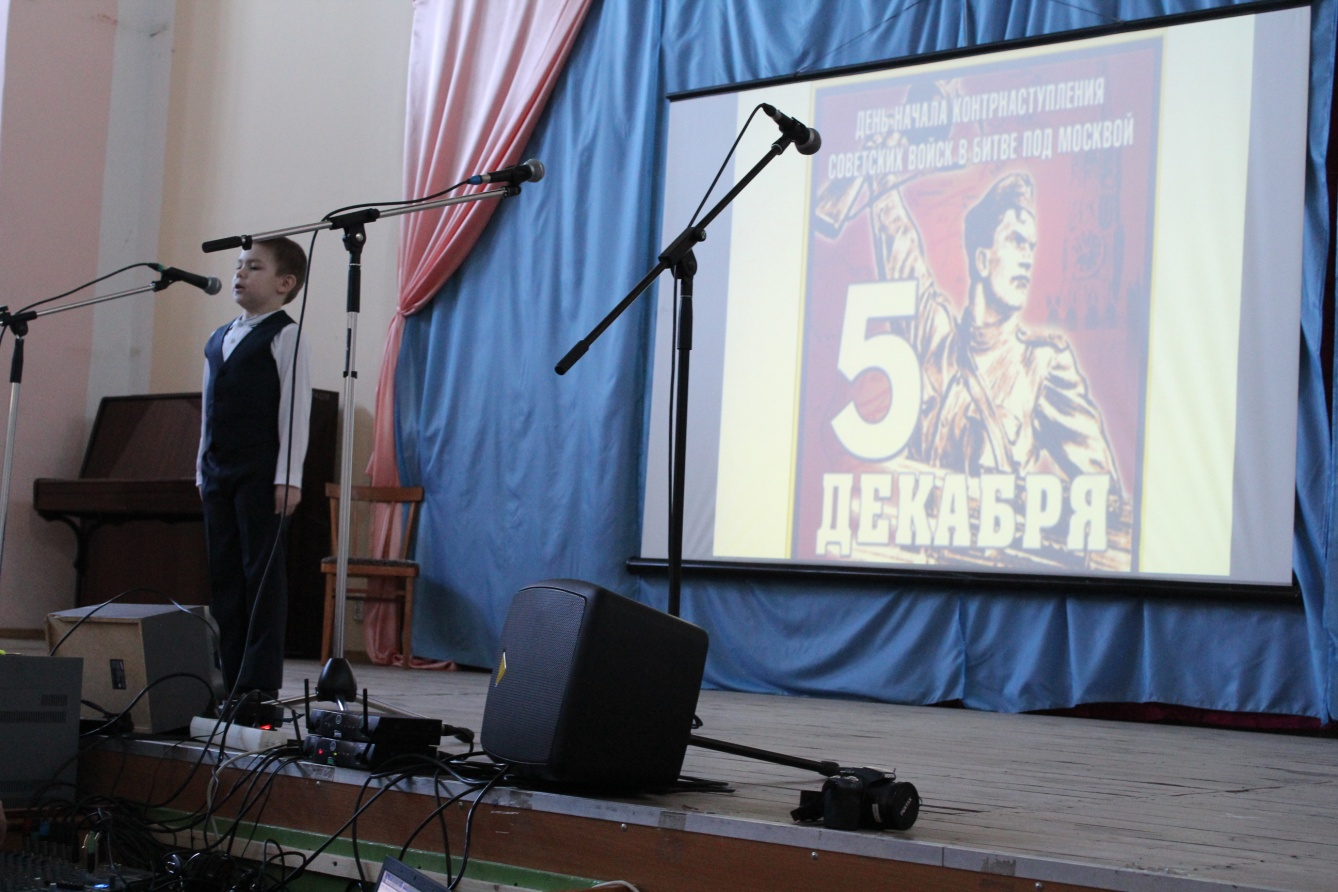 ДЕНЬ НАЧАЛА КОНТРНАСТУПЛЕНИЯ
СОВЕТСКИХ ВОЙСК В БИТВЕ ПОД МОСКВОЙ
5
ДЕКАБРЯ